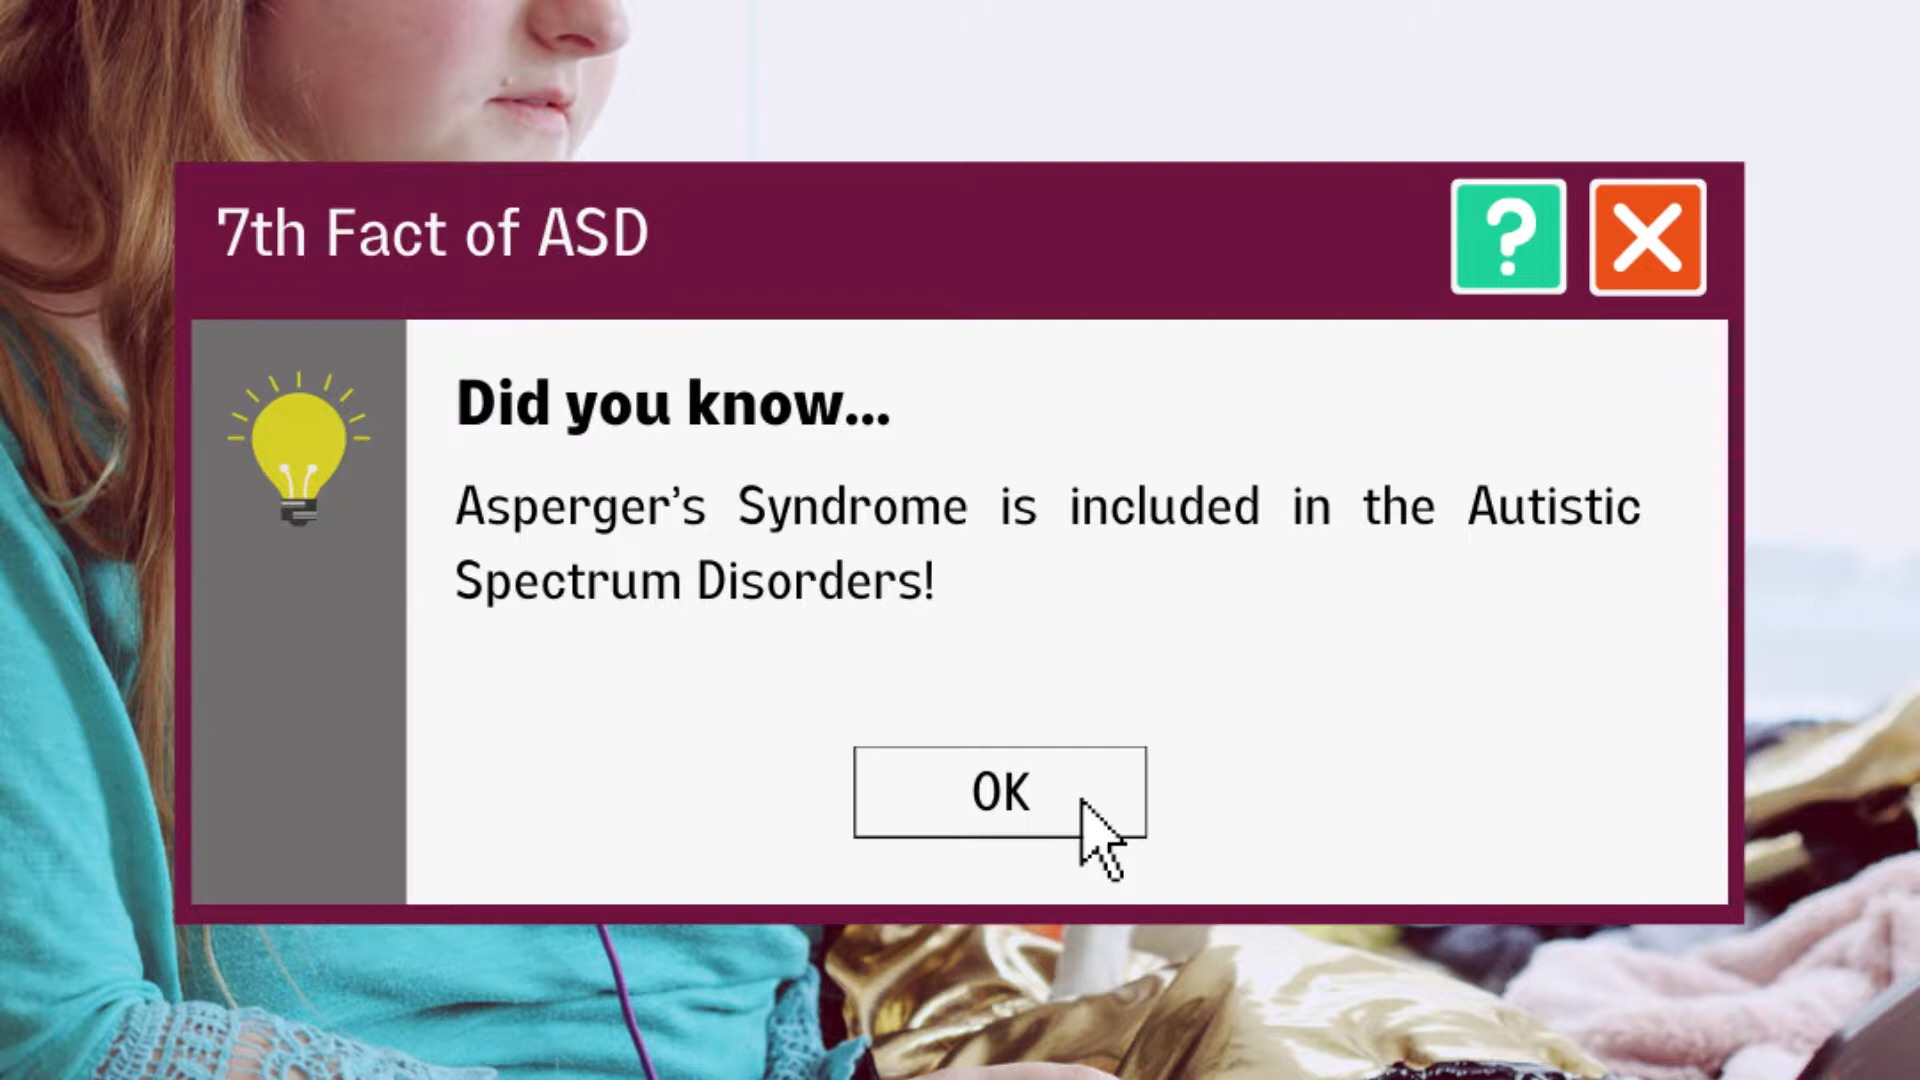 7th Fact of ASD
?
Did you know...
Asperger’s Syndrome is included in the Autistic
Spectrum Disorders!
OK